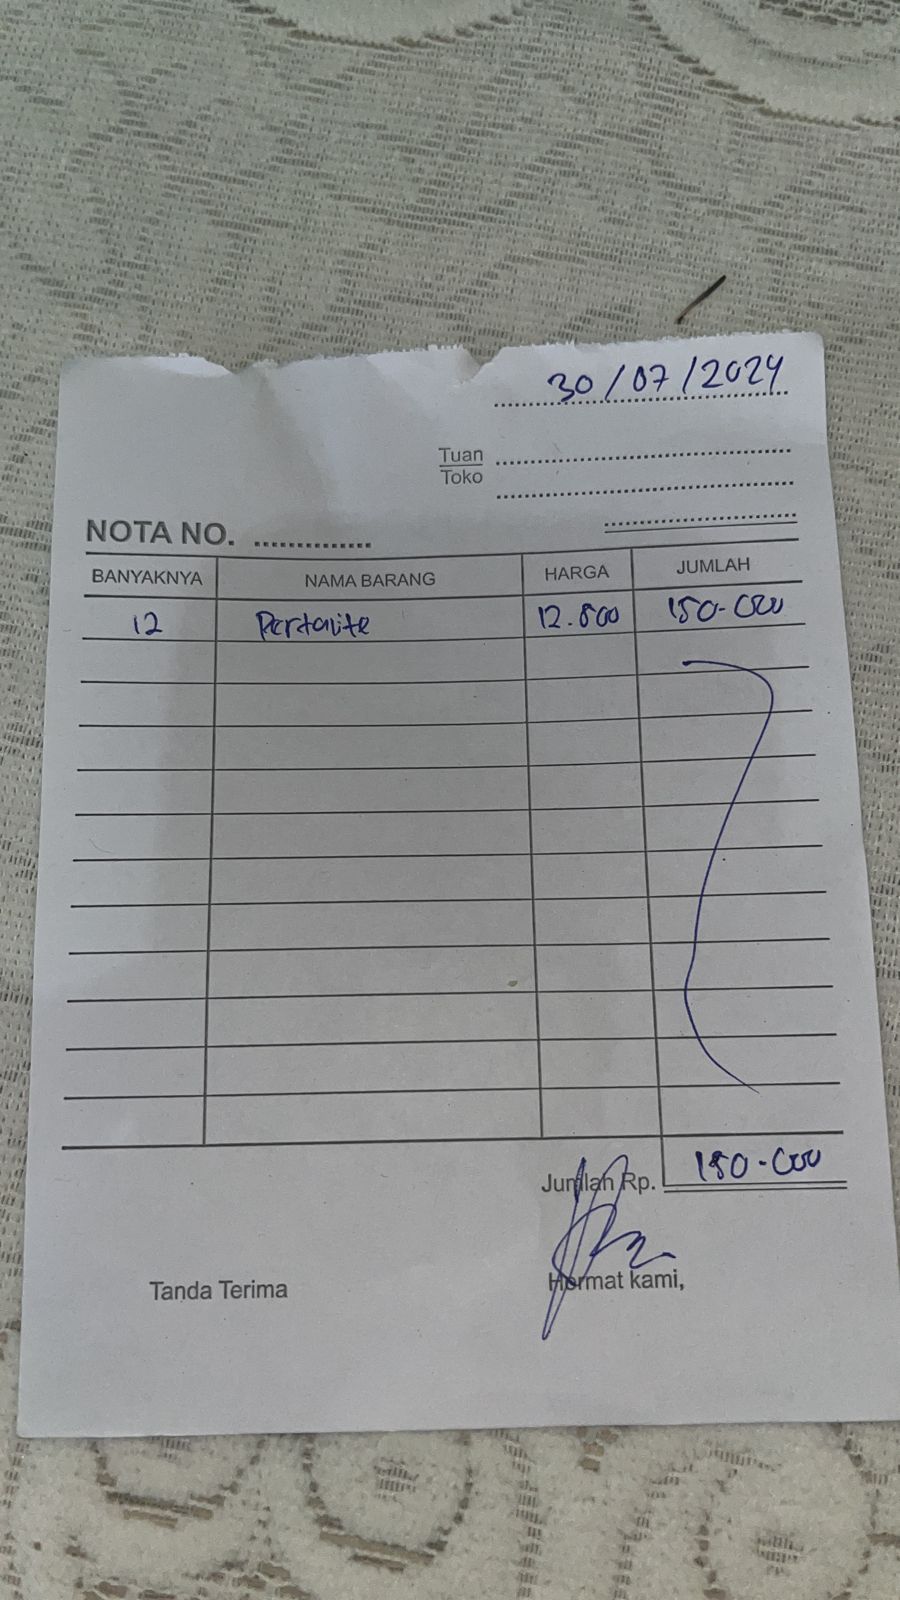 30/07/2024
Tuan
Toko
NOTA NO.
BANYAKNYA NAMA BARANG HARGA JUMLAH
12 Pertalite 12.500 150.000
Jumlah Rp. 150.000
Tanda Terima Hormat kami,